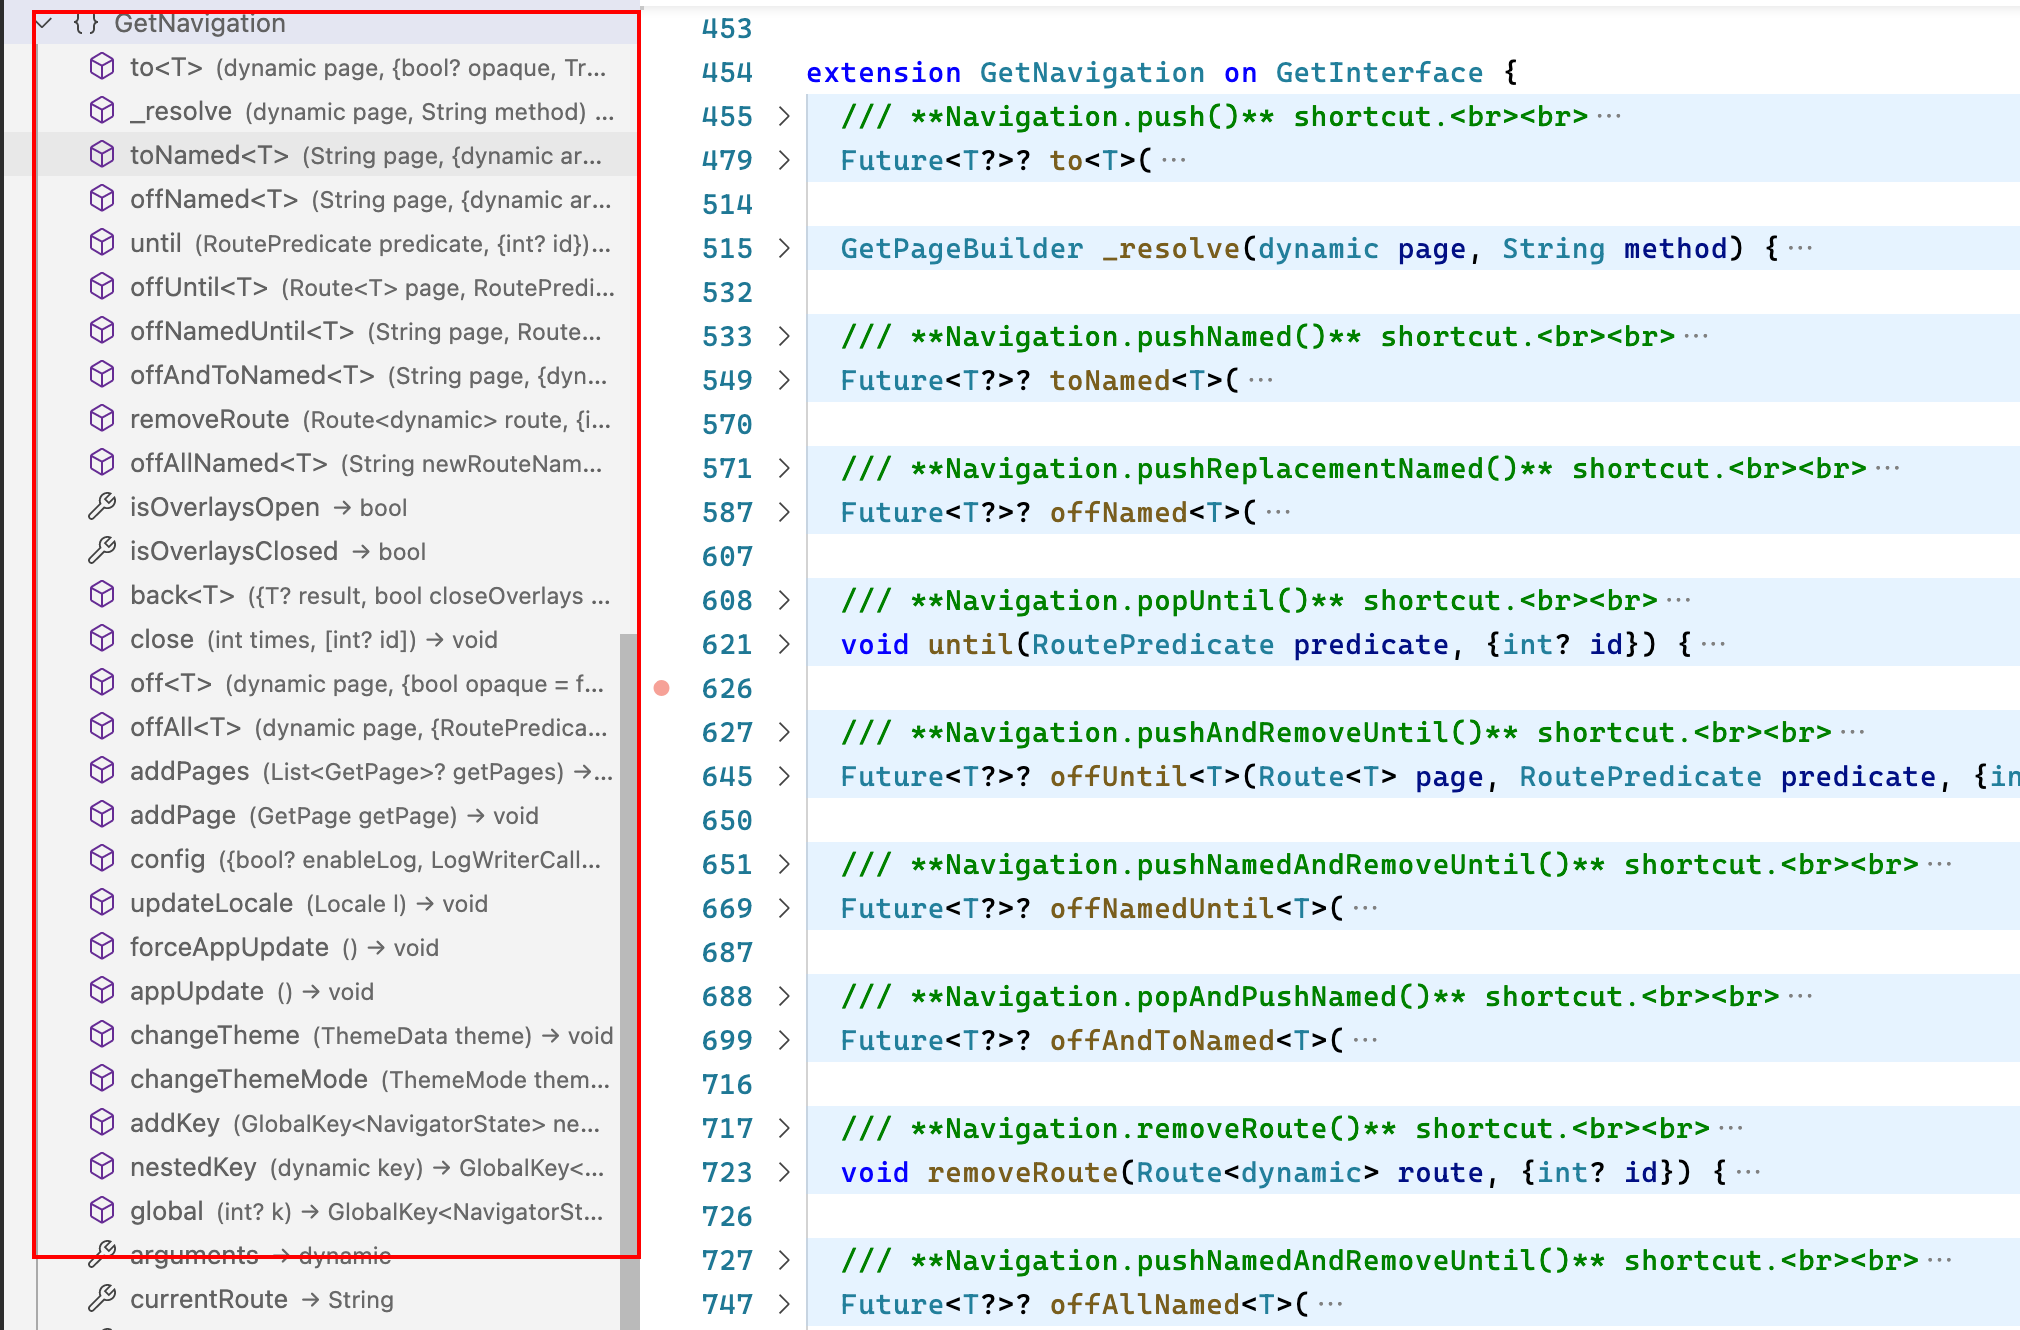 GetNavigation
to<T> (dynamic page, {bool? opaque, Tr...
_resolve (dynamic page, String method) ...
toNamed<T> (String page, {dynamic ar...
offNamed<T> (String page, {dynamic ar...
until (RoutePredicate predicate, {int? id})...
offUntil<T> (Route<T> page, RoutePredi...
offNamedUntil<T> (String page, Route...
offAndToNamed<T> (String page, {dyn...
removeRoute (Route<dynamic> route, {i...
offAllNamed<T> (String newRouteNam...
isOverlaysOpen → bool
isOverlaysClosed → bool
back<T> ({T? result, bool closeOverlays ...
close (int times, [int? id]) → void
off<T> (dynamic page, {bool opaque = f...
offAll<T> (dynamic page, {RoutePredica...
addPages (List<GetPage>? getPages) →...
addPage (GetPage getPage) → void
config ({bool? enableLog, LogWriterCall...
updateLocale (Locale l) → void
forceAppUpdate () → void
appUpdate () → void
changeTheme (ThemeData theme) → void
changeThemeMode (ThemeMode them...
addKey (GlobalKey<NavigatorState> ne...
nestedKey (dynamic key) → GlobalKey<...
global (int? k) → GlobalKey<NavigatorSt...
arguments → dynamic
currentRoute → String
453
454 extension GetNavigation on GetInterface {
455 /// **Navigation.push()** shortcut.<br><br>...
479 Future<T?>? to<T>(...
514
515 GetPageBuilder _resolve(dynamic page, String method) {...
532
533 /// **Navigation.pushNamed()** shortcut.<br><br>...
549 Future<T?>? toNamed<T>(...
570
571 /// **Navigation.pushReplacementNamed()** shortcut.<br><br>...
587 Future<T?>? offNamed<T>(...
607
608 /// **Navigation.popUntil()** shortcut.<br><br>...
621 void until(RoutePredicate predicate, {int? id}) {...
626
627 /// **Navigation.pushAndRemoveUntil()** shortcut.<br><br>...
645 Future<T?>? offUntil<T>(Route<T> page, RoutePredicate predicate, {in
650
651 /// **Navigation.pushNamedAndRemoveUntil()** shortcut.<br><br>...
669 Future<T?>? offNamedUntil<T>(...
687
688 /// **Navigation.popAndPushNamed()** shortcut.<br><br>...
699 Future<T?>? offAndToNamed<T>(...
716
717 /// **Navigation.removeRoute()** shortcut.<br><br>...
723 void removeRoute(Route<dynamic> route, {int? id}) {...
726
727 /// **Navigation.pushNamedAndRemoveUntil()** shortcut.<br><br>...
747 Future<T?>? offAllNamed<T>(...